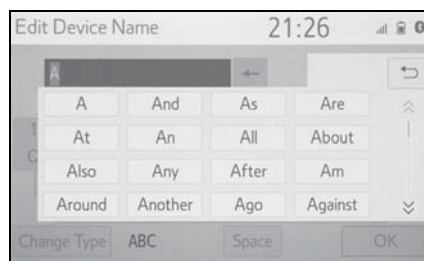 Edit Device Name 21:26
A
A And As Are
At An All About
Also Any After Am
Around Another Ago Against
Change Type ABC Space OK